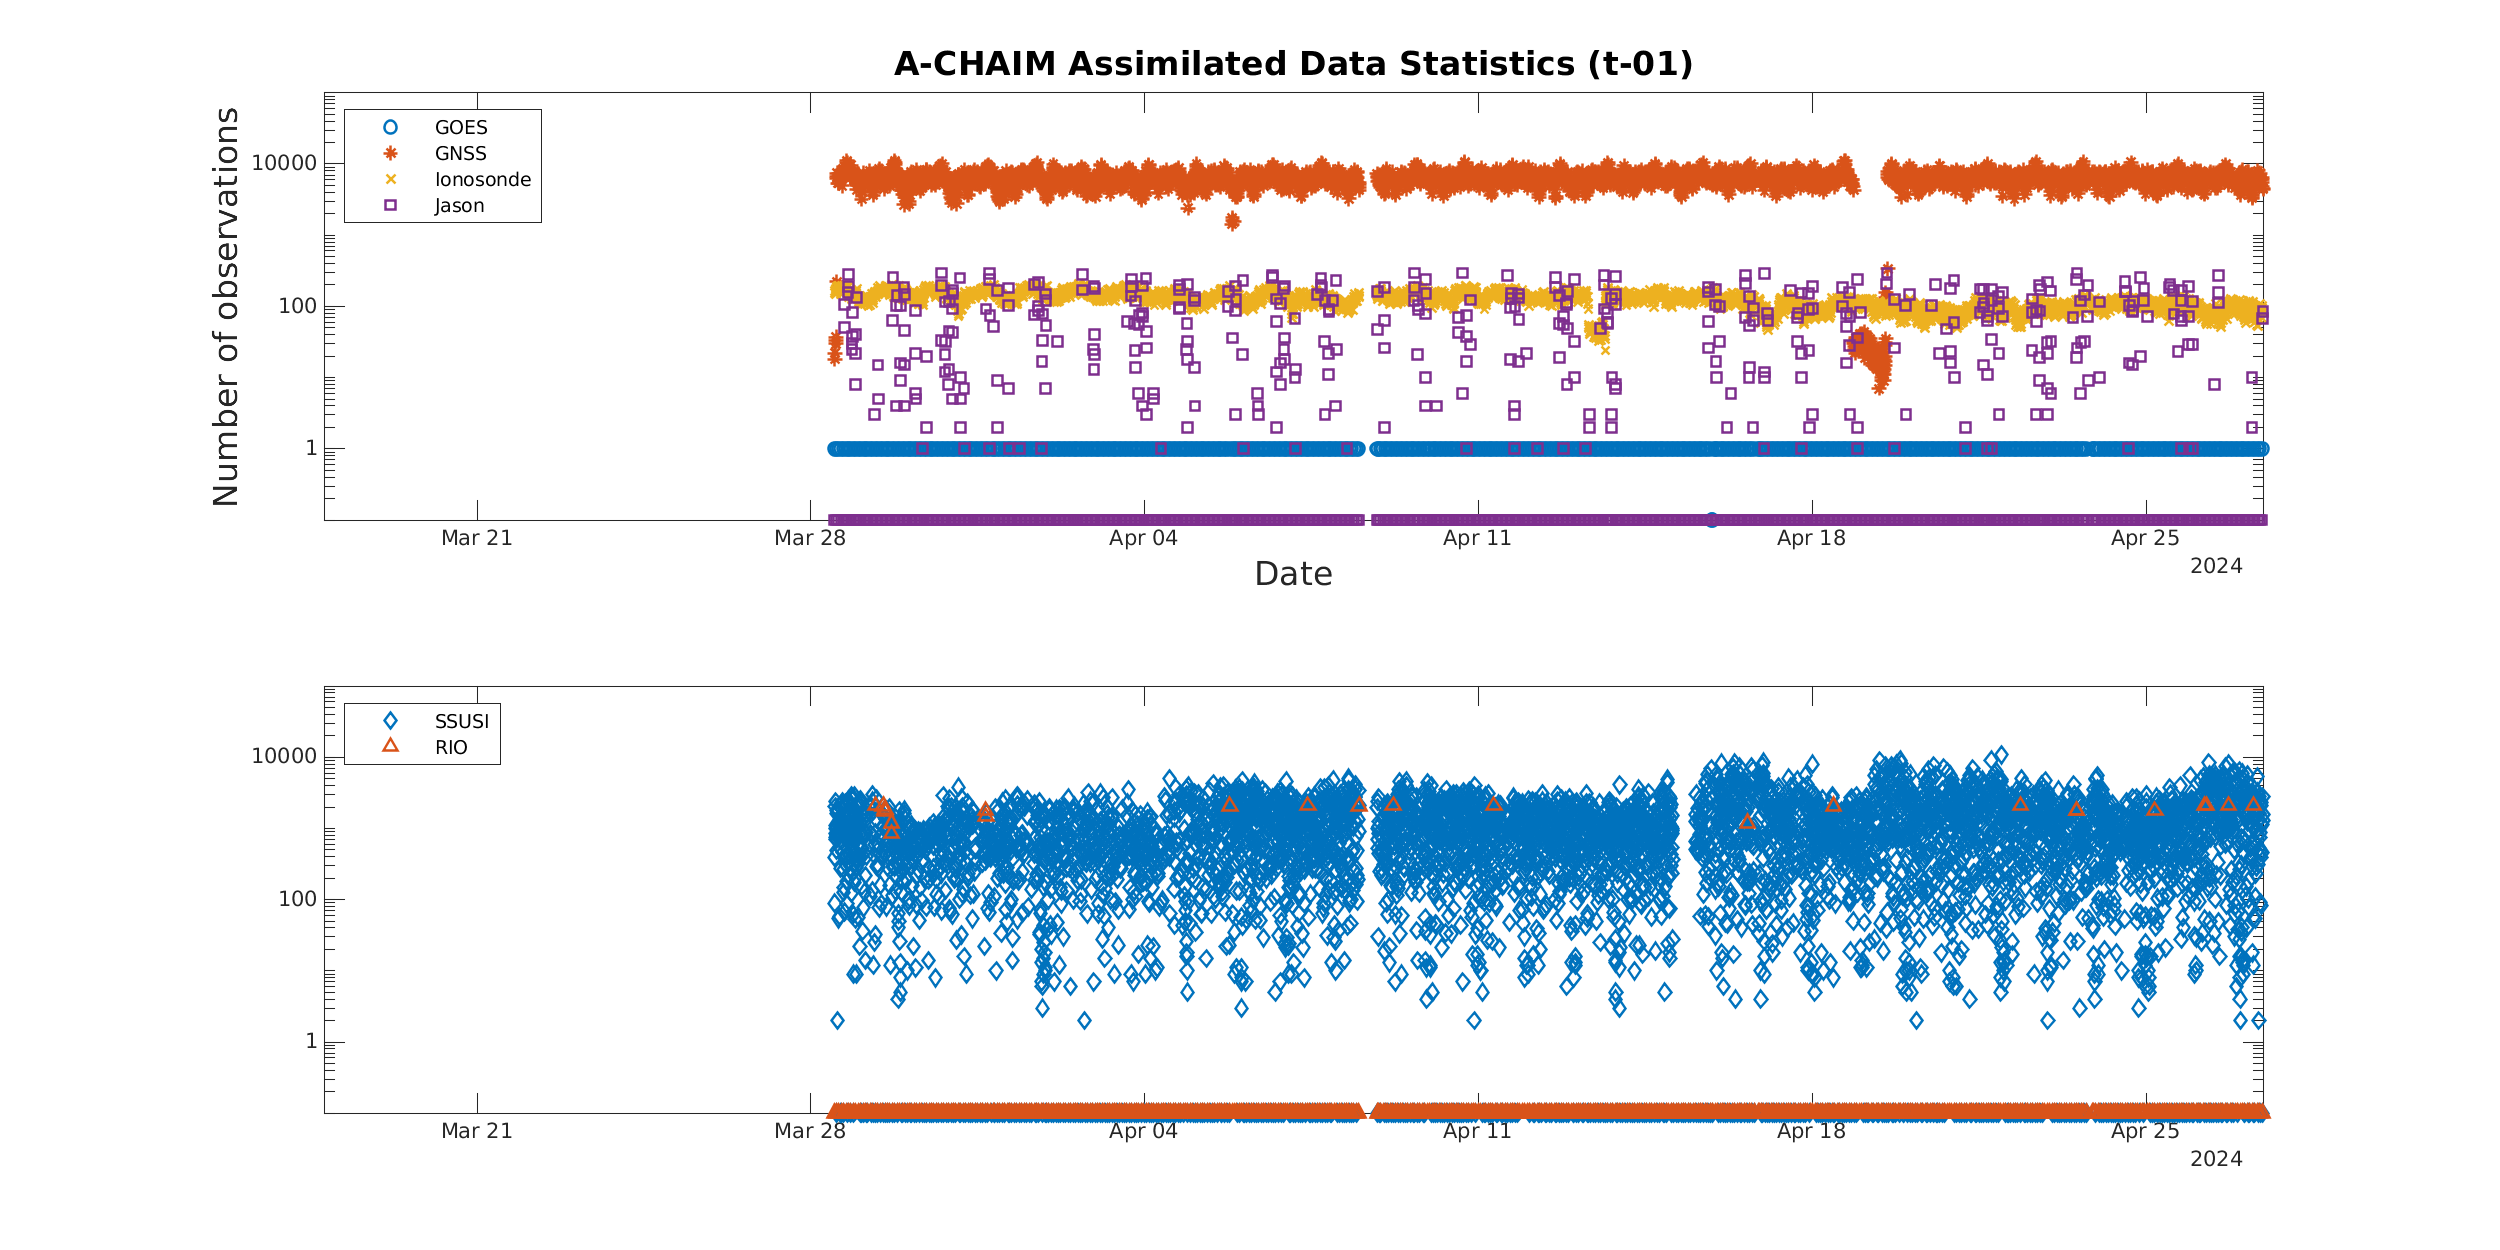 A-CHAIM Assimilated Data Statistics (t-01)
Number of observations
GOES
GNSS
Ionosonde
Jason
10000
100
1
Mar 21 Mar 28 Apr 04 Apr 11 Apr 18 Apr 25
2024
Date
SSUSI
RIO
10000
100
1
Mar 21 Mar 28 Apr 04 Apr 11 Apr 18 Apr 25
2024